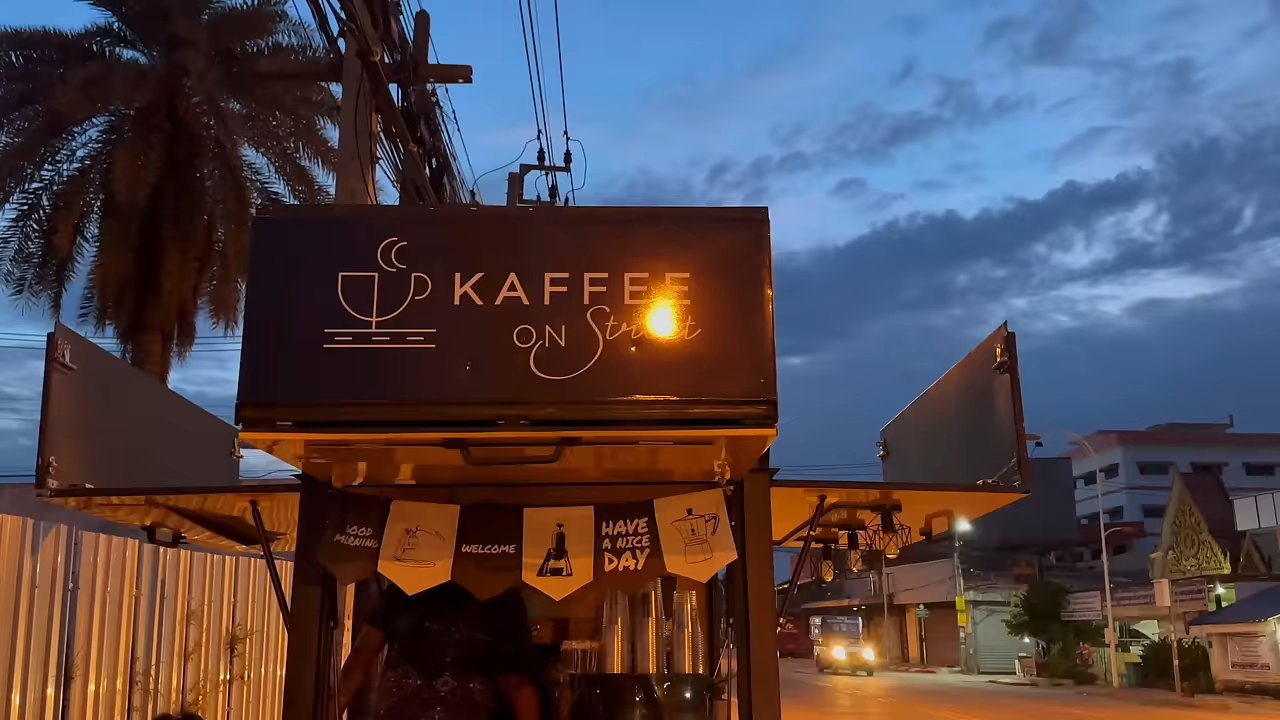 KAFFEE
ON Street
GOOD
MORNING
WELCOME
HAVE
A NICE
DAY